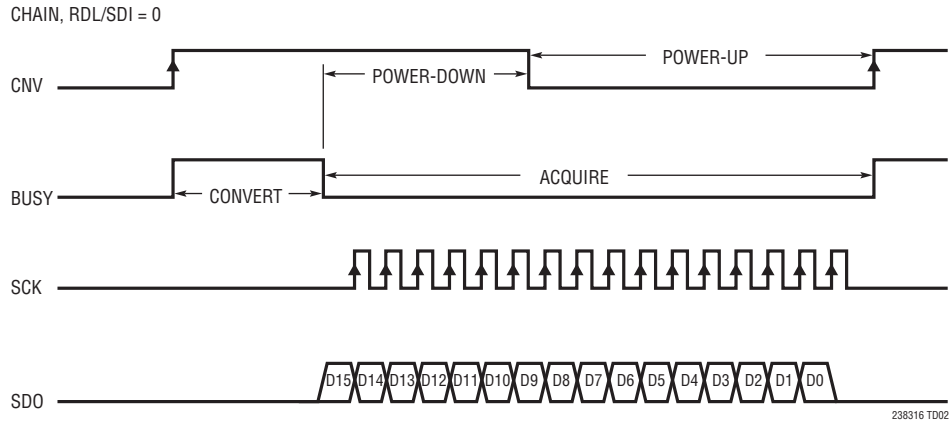 CHAIN, RDL/SDI = 0
CNV
POWER-DOWN
POWER-UP
BUSY
CONVERT
ACQUIRE
SCK
SDO
D15 D14 D13 D12 D11 D10 D9 D8 D7 D6 D5 D4 D3 D2 D1 D0
238316 TD02